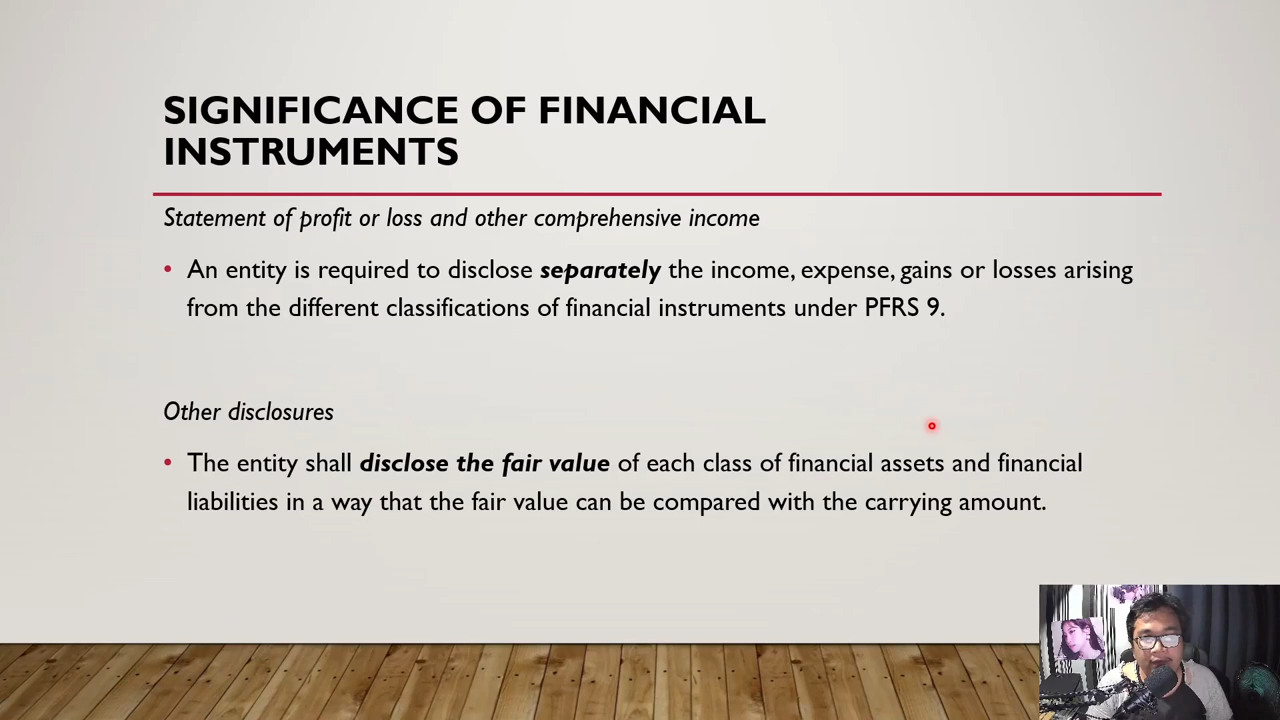 SIGNIFICANCE OF FINANCIAL
INSTRUMENTS
Statement of profit or loss and other comprehensive income
• An entity is required to disclose separately the income, expense, gains or losses arising
from the different classifications of financial instruments under PFRS 9.
Other disclosures
• The entity shall disclose the fair value of each class of financial assets and financial
liabilities in a way that the fair value can be compared with the carrying amount.